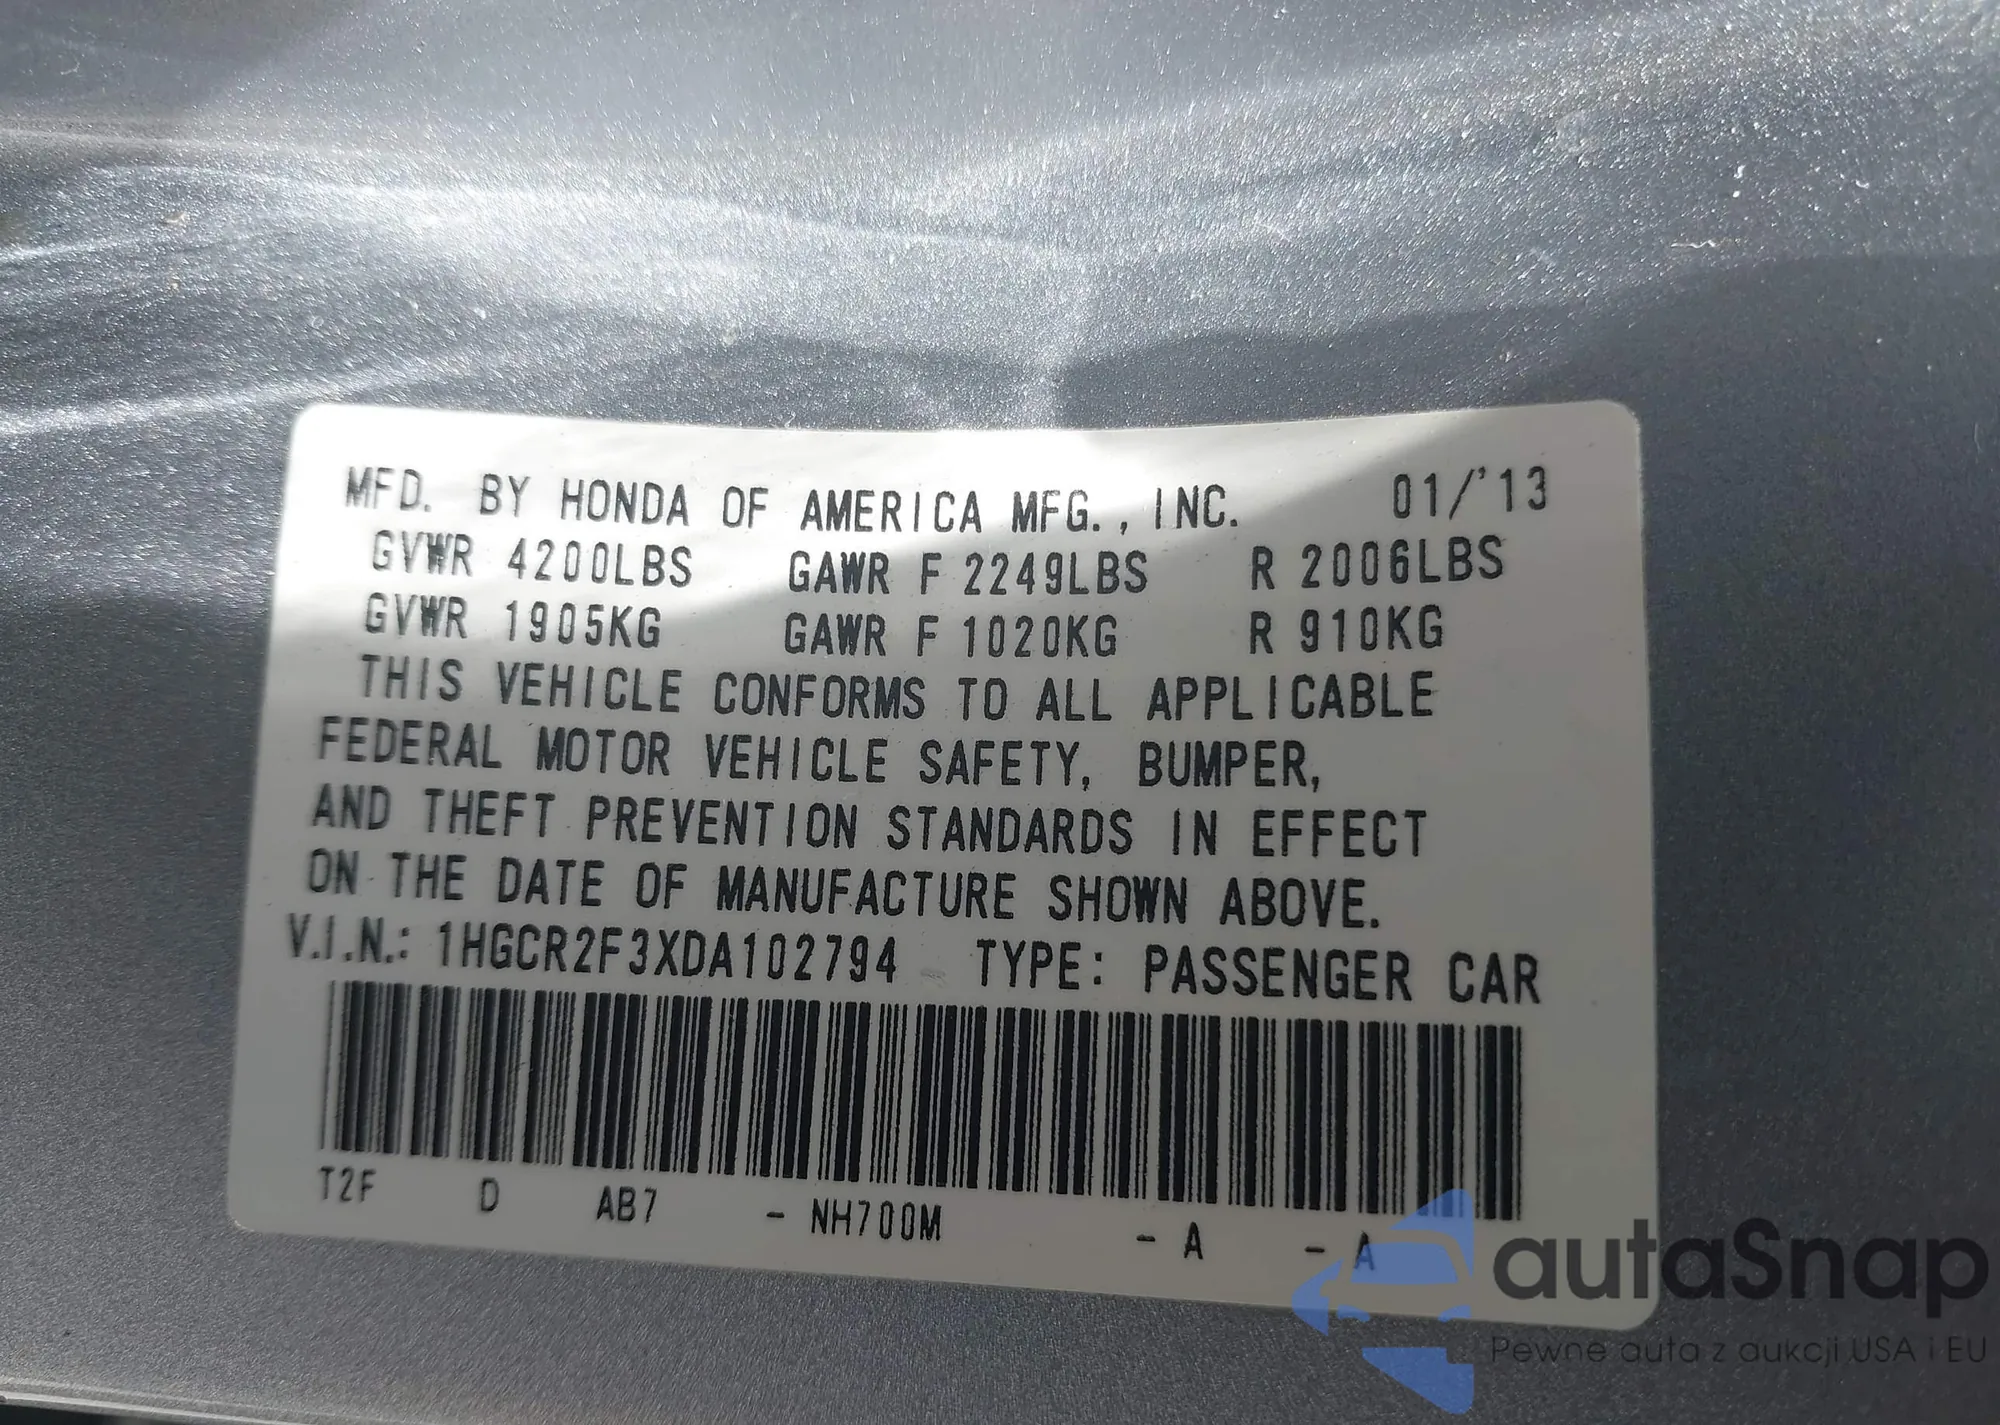 MFD. BY HONDA OF AMERICA MFG., INC. 01/'13
GVWR 4200LBS GAWR F 2249LBS R 2006LBS
GVWR 1905KG GAWR F 1020KG R 910KG
THIS VEHICLE CONFORMS TO ALL APPLICABLE
FEDERAL MOTOR VEHICLE SAFETY, BUMPER,
AND THEFT PREVENTION STANDARDS IN EFFECT
ON THE DATE OF MANUFACTURE SHOWN ABOVE.
V.I.N.: 1HGCR2F3XDA102794 TYPE: PASSENGER CAR
T2F D AB7 - NH700M - A - A
autaSnap
Pewne auta z aukcji USA i EU